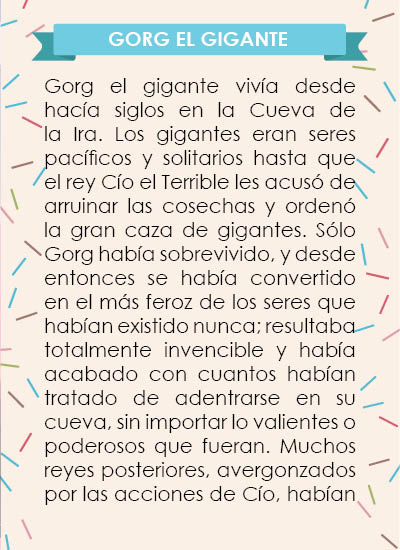 GORG EL GIGANTE
Gorg el gigante vivía desde
hacía siglos en la Cueva de
la Ira. Los gigantes eran seres
pacíficos y solitarios hasta que
el rey Cío el Terrible les acusó de
arruinar las cosechas y ordenó
la gran caza de gigantes. Sólo
Gorg había sobrevivido, y desde
entonces se había convertido
en el más feroz de los seres que
habían existido nunca; resultaba
totalmente invencible y había
acabado con cuantos habían
tratado de adentrarse en su
cueva, sin importar lo valientes o
poderosos que fueran. Muchos
reyes posteriores, avergonzados
por las acciones de Cío, habían